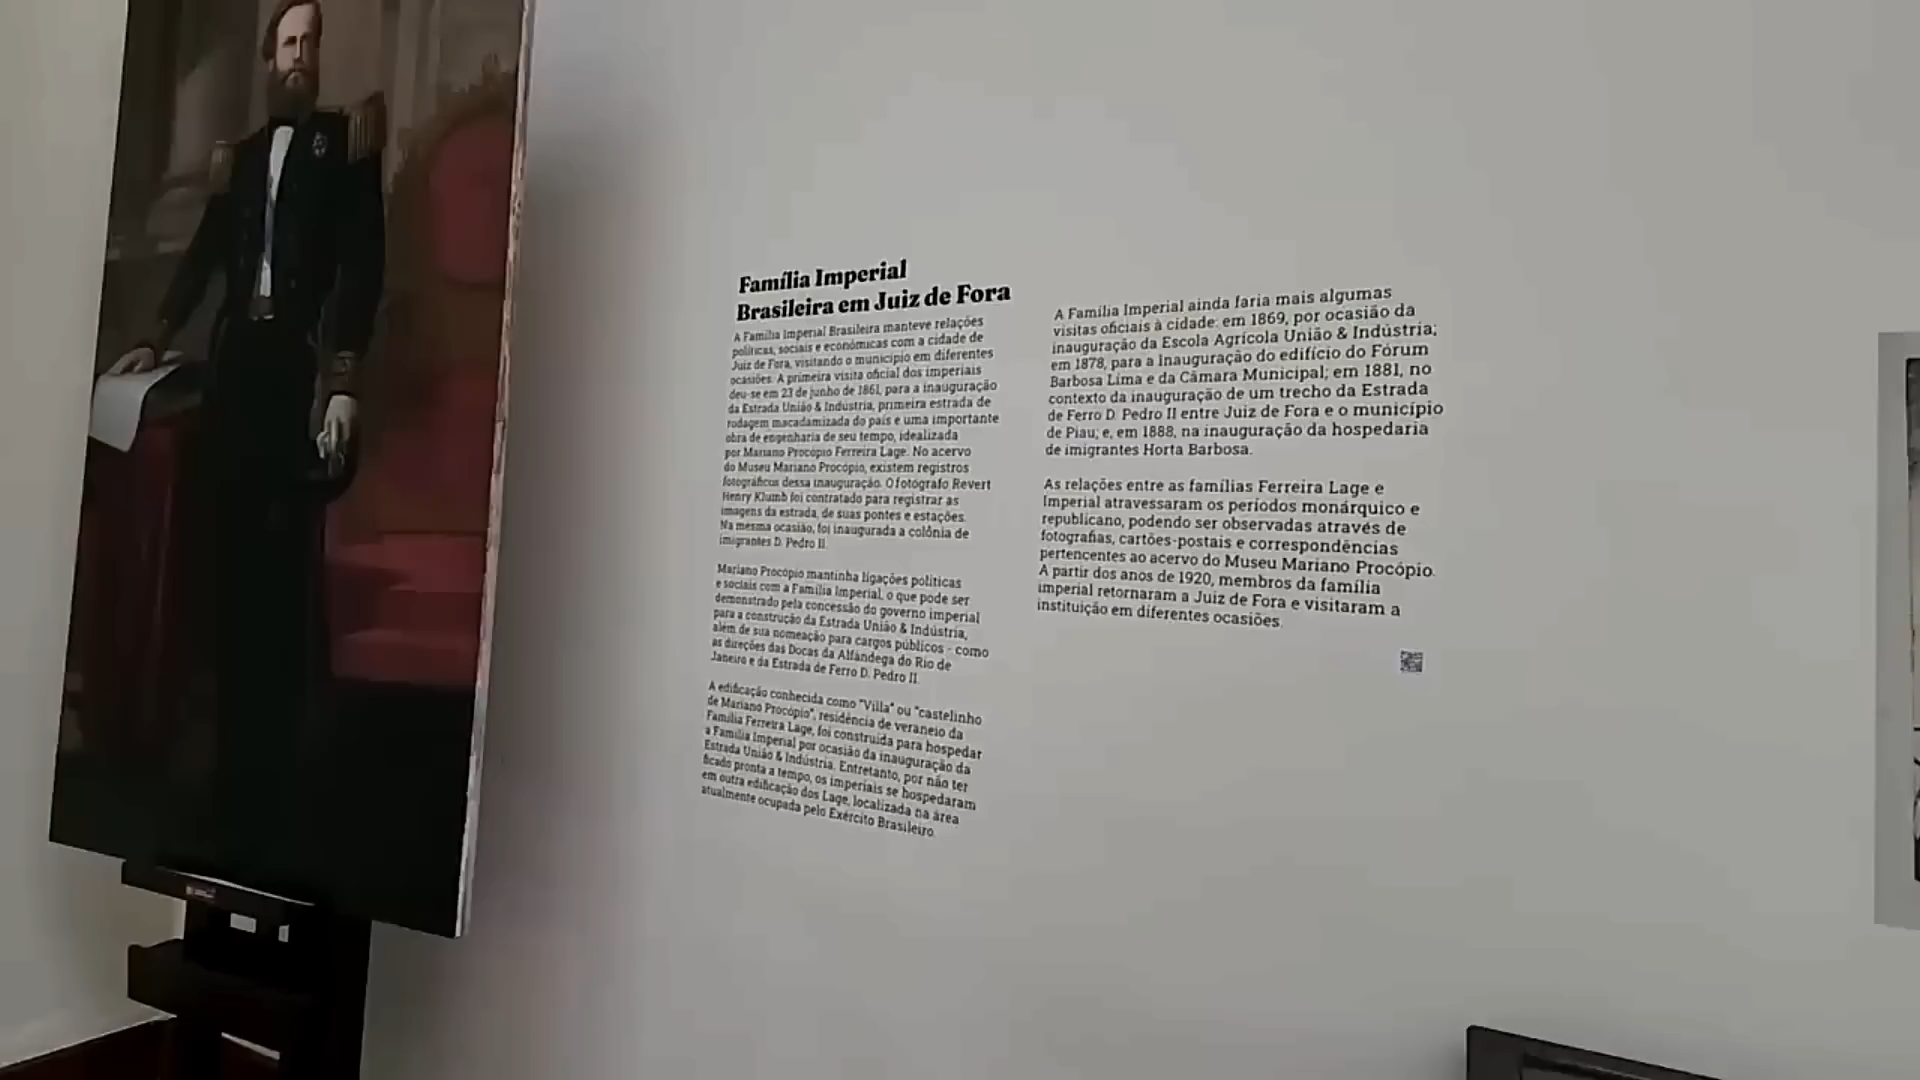 Família Imperial
Brasileira em Juiz de Fora
A Família Imperial Brasileira manteve relações
políticas, sociais e econômicas com a cidade de
Juiz de Fora, visitando o município em diferentes
ocasiões. A primeira visita oficial dos imperiais
deu-se em 23 de junho de 1861, para a inauguração
da Estrada União & Indústria, primeira estrada de
rodagem macadamizada do país e uma importante
obra de engenharia de seu tempo, idealizada
por Mariano Procópio Ferreira Lage. No acervo
do Museu Mariano Procópio, existem registros
fotográficos dessa inauguração. O fotógrafo Revert
Henry Klumb foi contratado para registrar as
imagens da estrada, de suas pontes e estações.
Na mesma ocasião, foi inaugurada a colônia de
imigrantes D. Pedro II.
Mariano Procópio mantinha ligações políticas
e sociais com a Família Imperial, o que pode ser
demonstrado pela concessão do governo imperial
para a construção da Estrada União & Indústria,
além de sua nomeação para cargos públicos - como
as direções das Docas da Alfândega do Rio de
Janeiro e da Estrada de Ferro D. Pedro II.
A edificação conhecida como "Villa" ou "castelinho
de Mariano Procópio", residência de veraneio da
Família Ferreira Lage, foi construída para hospedar
a Família Imperial por ocasião da inauguração da
Estrada União & Indústria. Entretanto, por não ter
ficado pronta a tempo, os imperiais se hospedaram
em outra edificação dos Lage, localizada na área
atualmente ocupada pelo Exército Brasileiro.
A Família Imperial ainda faria mais algumas
visitas oficiais à cidade: em 1869, por ocasião da
inauguração da Escola Agrícola União & Indústria;
em 1878, para a inauguração do edifício do Fórum
Barbosa Lima e da Câmara Municipal; em 1881, no
contexto da inauguração de um trecho da Estrada
de Ferro D. Pedro II entre Juiz de Fora e o município
de Piau; e, em 1888, na inauguração da hospedaria
de imigrantes Horta Barbosa.
As relações entre as famílias Ferreira Lage e
Imperial atravessaram os períodos monárquico e
republicano, podendo ser observadas através de
fotografias, cartões-postais e correspondências
pertencentes ao acervo do Museu Mariano Procópio.
A partir dos anos de 1920, membros da família
imperial retornaram a Juiz de Fora e visitaram a
instituição em diferentes ocasiões.